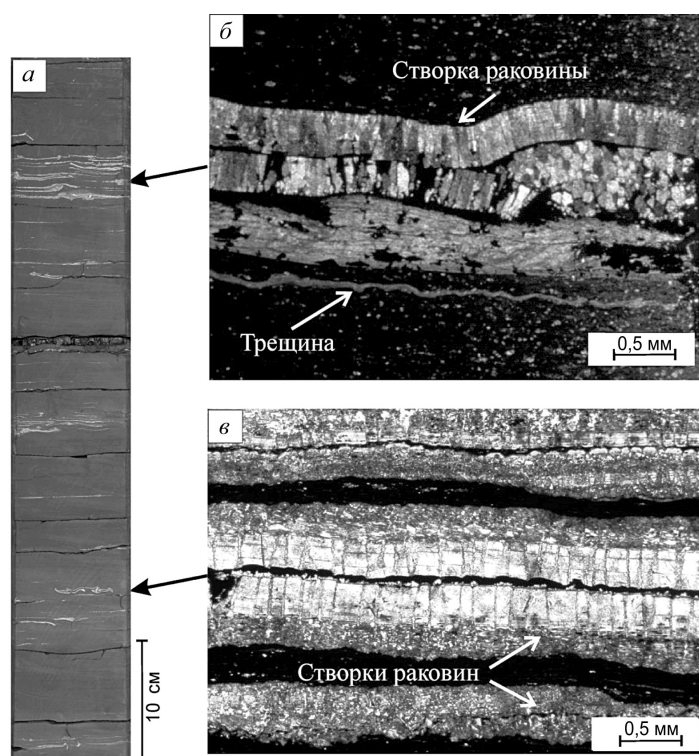 а
10 см
б
Створка раковины
Трещина
0,5 мм
в
Створки раковин
0,5 мм